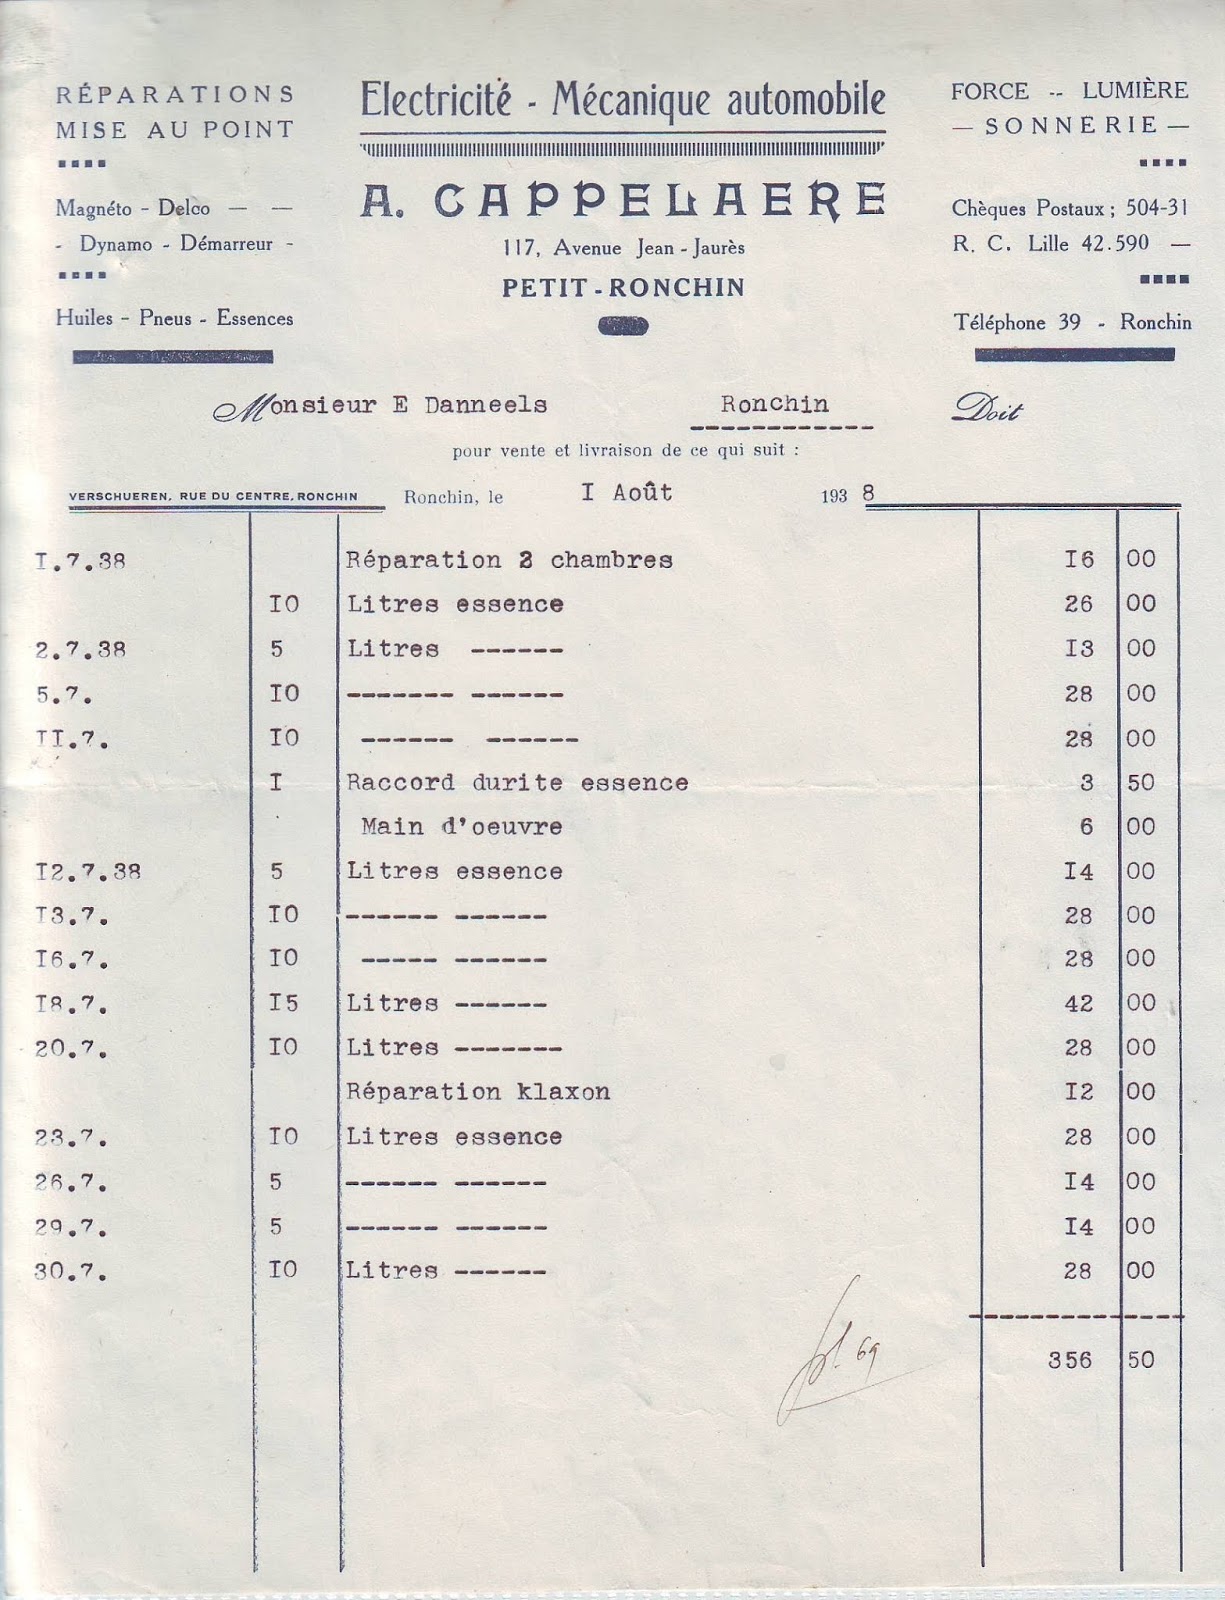 RÉPARATIONS
MISE AU POINT
Magnéto - Delco — —
- Dynamo - Démarreur -
Huiles - Pneus - Essences
Electricité - Mécanique automobile
A. CAPPELAERE
117, Avenue Jean-Jaurès
PETIT-RONCHIN
FORCE -- LUMIÈRE
— SONNERIE —
Chèques Postaux ; 504-31
R. C. Lille 42.590 —
Téléphone 39 - Ronchin
Monsieur E Danneels Ronchin Doit
------------
pour vente et livraison de ce qui suit :
VERSCHUEREN, RUE DU CENTRE, RONCHIN Ronchin, le I Août 1938
I.7.38 Réparation 2 chambres I6 00
IO Litres essence 26 00
2.7.38 5 Litres ------ I3 00
5.7. IO ------- ------ 28 00
II.7. IO ------ ------ 28 00
I Raccord durite essence 3 50
Main d'oeuvre 6 00
I2.7.38 5 Litres essence I4 00
I3.7. IO ------ ------ 28 00
I6.7. IO ----- ------ 28 00
I8.7. I5 Litres ------ 42 00
20.7. IO Litres ------- 28 00
Réparation klaxon I2 00
23.7. IO Litres essence 28 00
26.7. 5 ------ ------ I4 00
29.7. 5 ------ ------ I4 00
30.7. IO Litres ------ 28 00
--------------
356 50
69